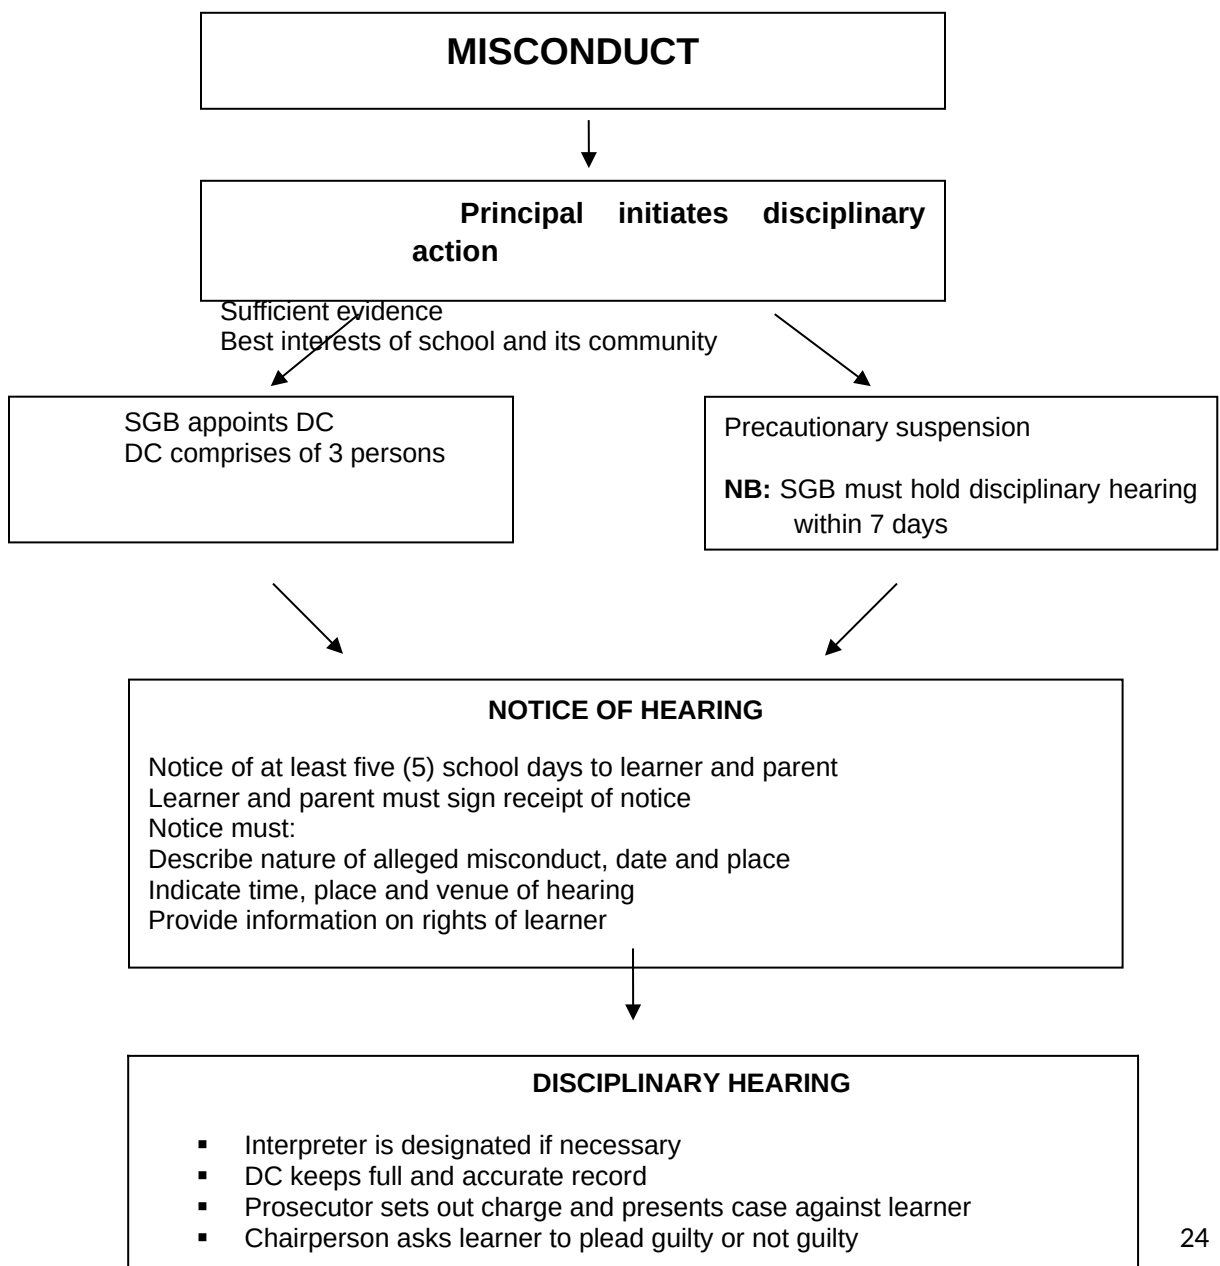 MISCONDUCT
Principal initiates disciplinary
action
Sufficient evidence
Best interests of school and its community
SGB appoints DC
DC comprises of 3 persons
Precautionary suspension
NB: SGB must hold disciplinary hearing
within 7 days
NOTICE OF HEARING
Notice of at least five (5) school days to learner and parent
Learner and parent must sign receipt of notice
Notice must:
Describe nature of alleged misconduct, date and place
Indicate time, place and venue of hearing
Provide information on rights of learner
DISCIPLINARY HEARING
▪ Interpreter is designated if necessary
▪ DC keeps full and accurate record
▪ Prosecutor sets out charge and presents case against learner
▪ Chairperson asks learner to plead guilty or not guilty
24